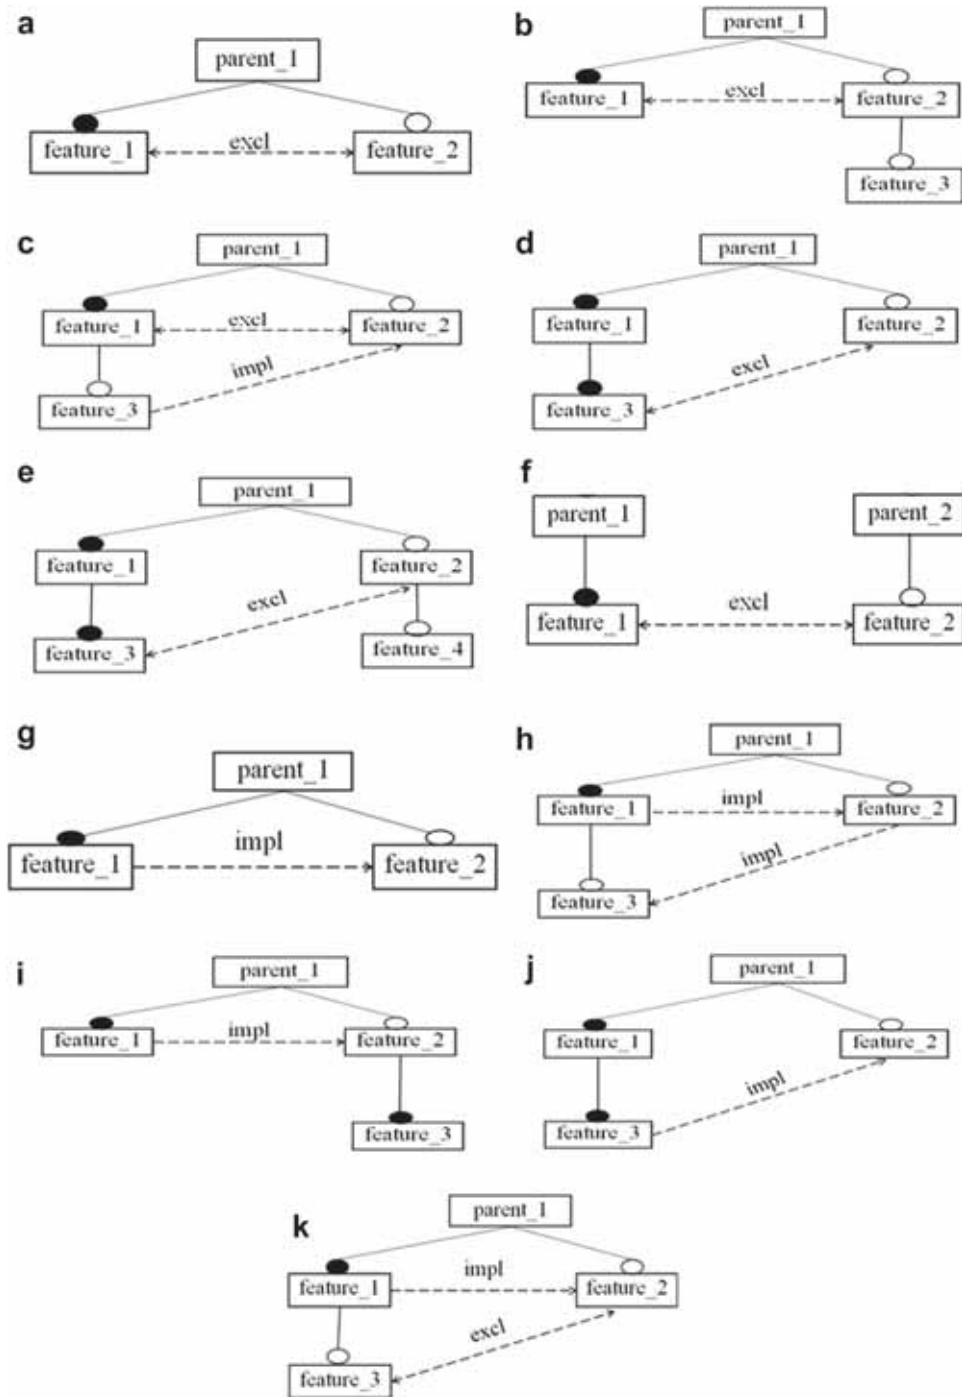 a
parent_1
feature_1
excl
feature_2
b
parent_1
feature_1
excl
feature_2
feature_3
c
parent_1
feature_1
excl
feature_2
impl
feature_3
d
parent_1
feature_1
feature_2
excl
feature_3
e
parent_1
feature_1
feature_2
excl
feature_3
feature_4
f
parent_1
parent_2
feature_1
excl
feature_2
g
parent_1
feature_1
impl
feature_2
h
parent_1
feature_1
impl
feature_2
impl
feature_3
i
parent_1
feature_1
impl
feature_2
feature_3
j
parent_1
feature_1
feature_2
impl
feature_3
k
parent_1
feature_1
impl
feature_2
excl
feature_3